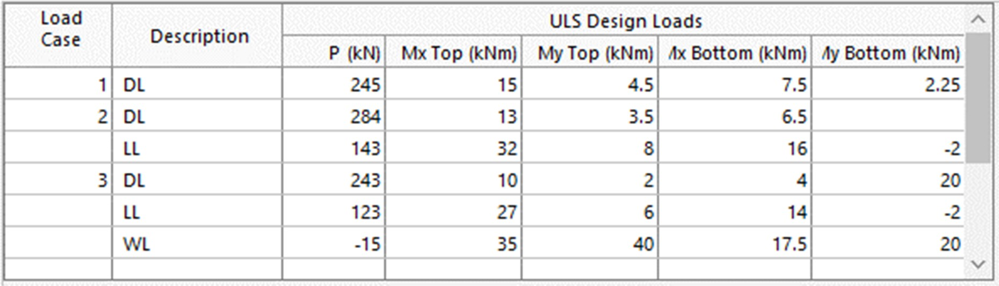 Load Case Description ULS Design Loads
P (kN) Mx Top (kNm) My Top (kNm) Mx Bottom (kNm) My Bottom (kNm)
1 DL 245 15 4.5 7.5 2.25
2 DL 284 13 3.5 6.5
LL 143 32 8 16 -2
3 DL 243 10 2 4 20
LL 123 27 6 14 -2
WL -15 35 40 17.5 20